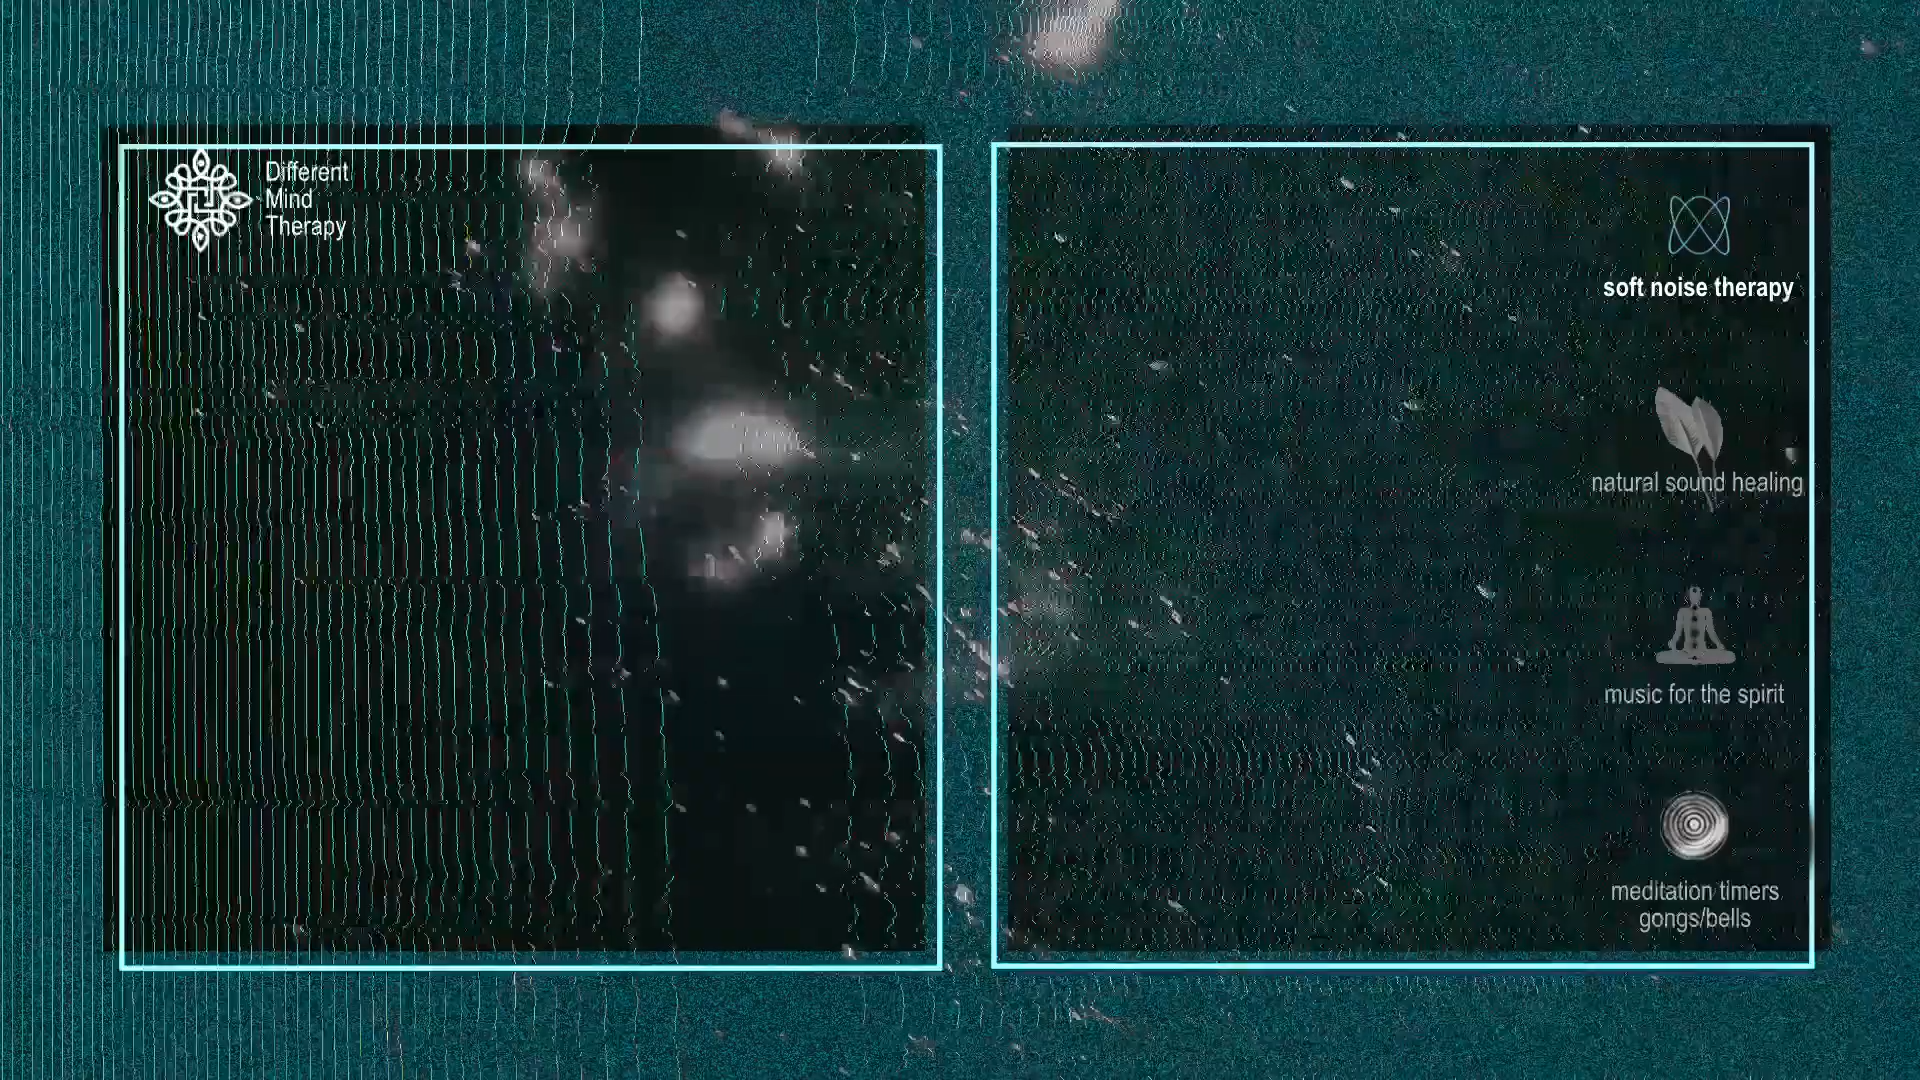 Different
Mind
Therapy
soft noise therapy
natural sound healing
music for the spirit
meditation timers
gongs/bells